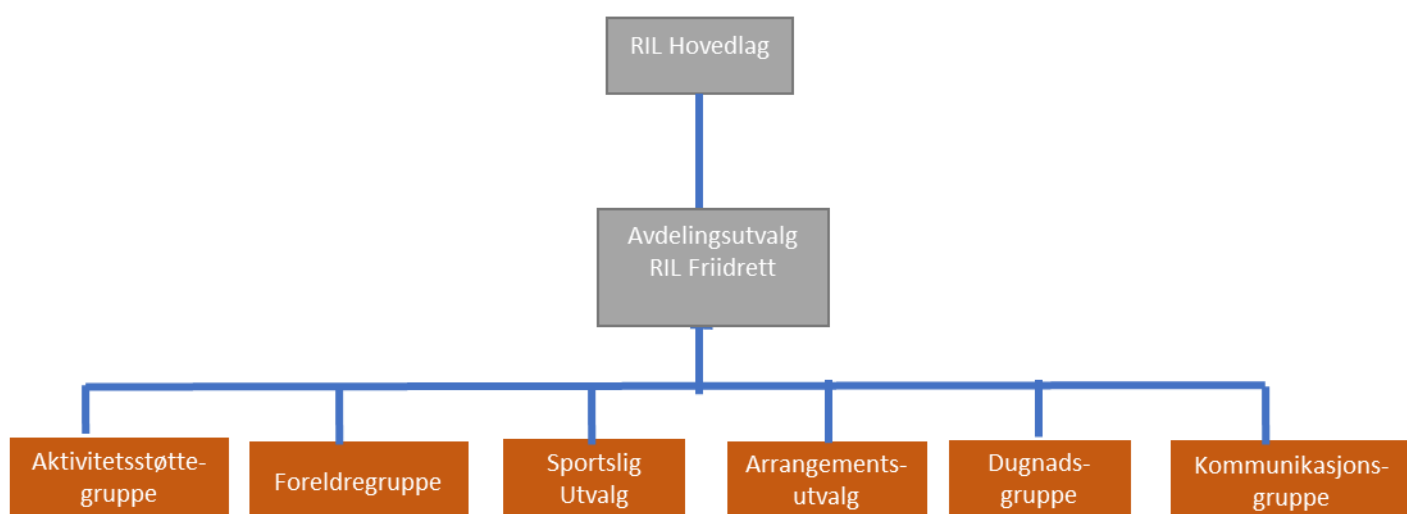 RIL Hovedlag
Avdelingsutvalg
RIL Friidrett
Aktivitetsstøtte-
gruppe
Foreldregruppe
Sportslig
Utvalg
Arrangements-
utvalg
Dugnads-
gruppe
Kommunikasjons-
gruppe